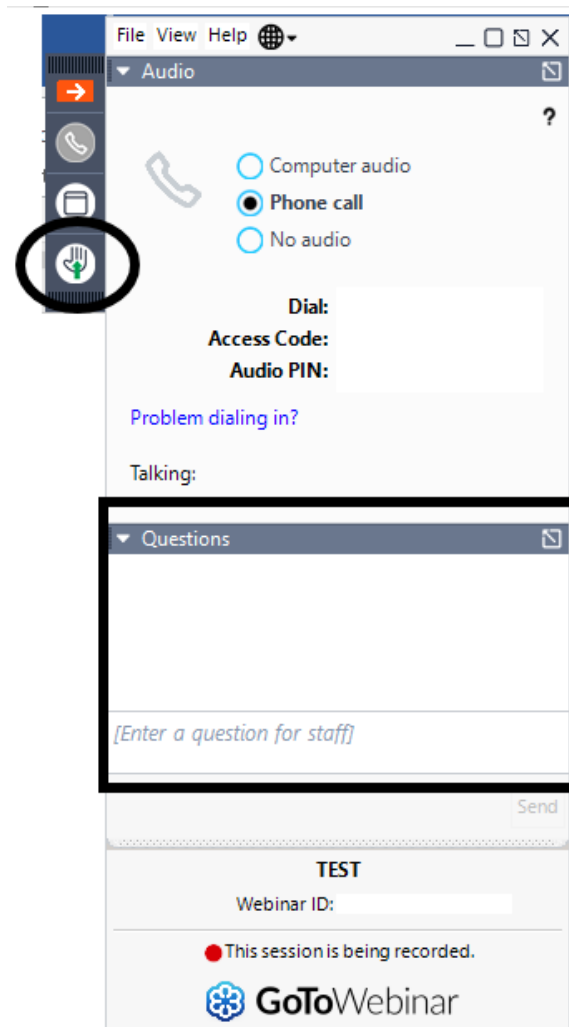 File View Help
Audio
?
Computer audio
Phone call
No audio
Dial:
Access Code:
Audio PIN:
Problem dialing in?
Talking:
Questions
[Enter a question for staff]
Send
TEST
Webinar ID:
This session is being recorded.
GoToWebinar